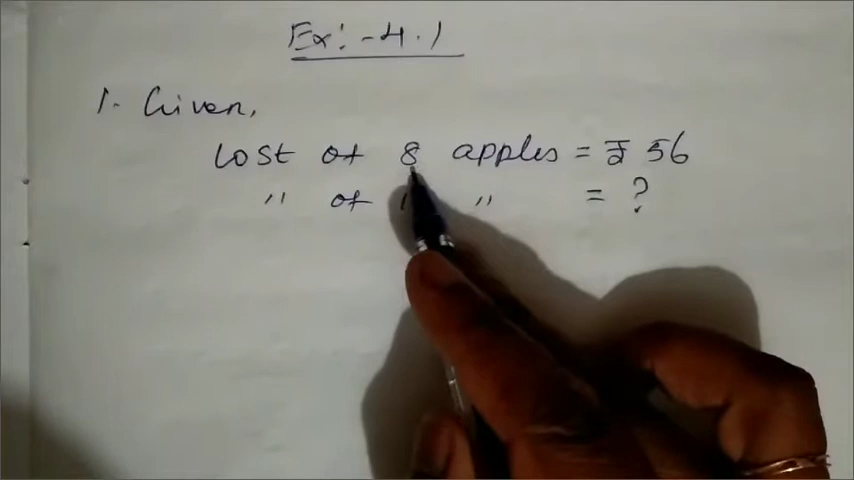 Ex:-4.1
1. Given,
Cost of 8 apples = ₹ 56
" of " = ?